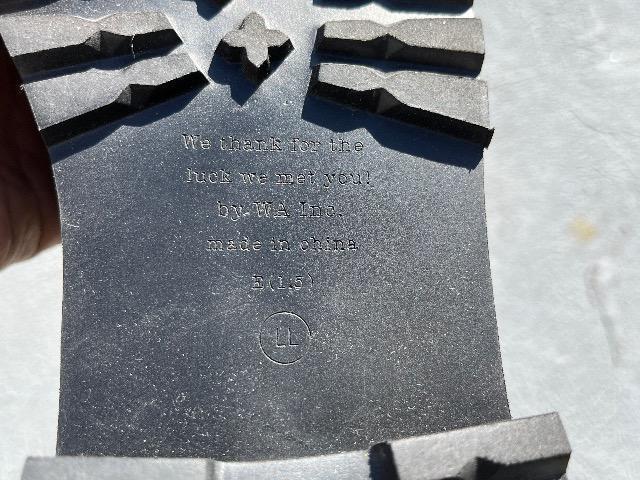 We thank for the
luck we met you!
by. WA Inc.
made in china
E(1.5)
LL